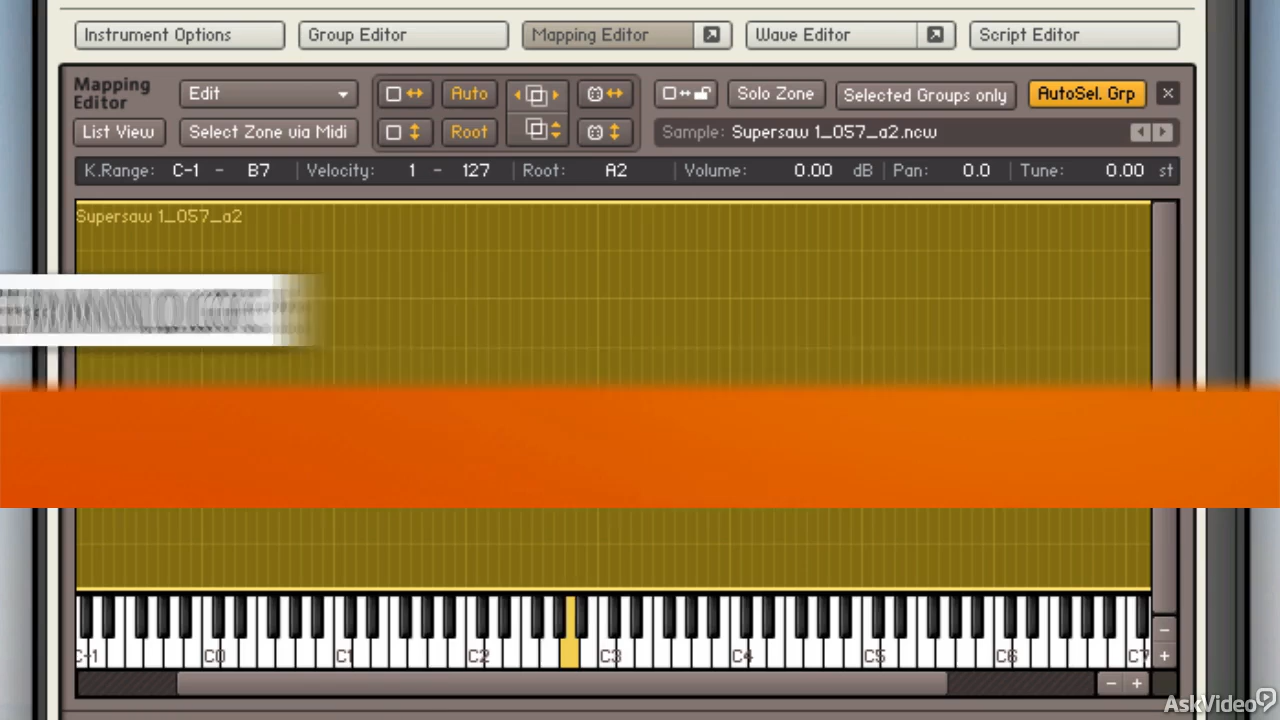 Instrument Options Group Editor Mapping Editor Wave Editor Script Editor
Mapping Editor Edit Auto Solo Zone Selected Groups only AutoSel. Grp ×
List View Select Zone via Midi Root Sample: Supersaw 1_057_a2.ncw
K.Range: C-1 - B7 Velocity: 1 - 127 Root: A2 Volume: 0.00 dB Pan: 0.0 Tune: 0.00 st
Supersaw 1_057_a2
C-1 C0 C1 C2 C3 C4 C5 C6 C7
AskVideo